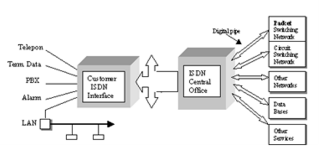 Telepon
Term Data
PBX
Alarm
LAN
Customer
ISDN
Interface
ISDN
Central
Office
Digital pipe
Packet
Switching
Network
Circuit
Switching
Network
Other
Networks
Data
Bases
Other
Services